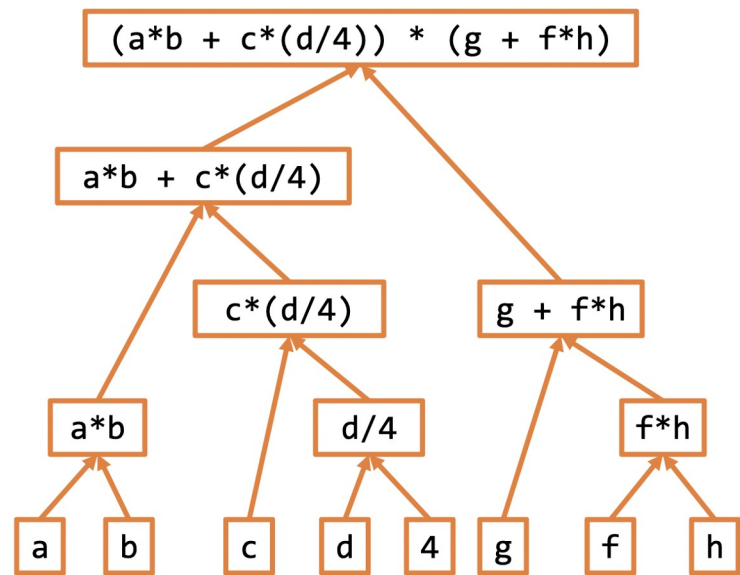 (a*b + c*(d/4)) * (g + f*h)
a*b + c*(d/4)
c*(d/4)
g + f*h
a*b
d/4
f*h
a
b
c
d
4
g
f
h